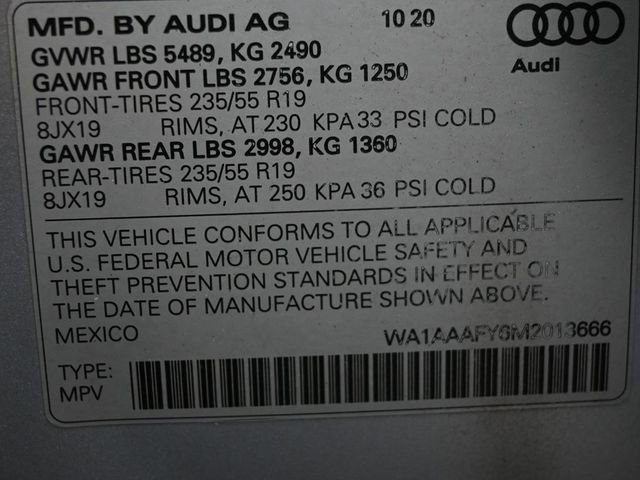 MFD. BY AUDI AG 10 20
Audi
GVWR LBS 5489, KG 2490
GAWR FRONT LBS 2756, KG 1250
FRONT-TIRES 235/55 R19
8JX19 RIMS, AT 230 KPA 33 PSI COLD
GAWR REAR LBS 2998, KG 1360
REAR-TIRES 235/55 R19
8JX19 RIMS, AT 250 KPA 36 PSI COLD
THIS VEHICLE CONFORMS TO ALL APPLICABLE
U.S. FEDERAL MOTOR VEHICLE SAFETY AND
THEFT PREVENTION STANDARDS IN EFFECT ON
THE DATE OF MANUFACTURE SHOWN ABOVE.
MEXICO WA1AAAFY6M2013666
TYPE:
MPV